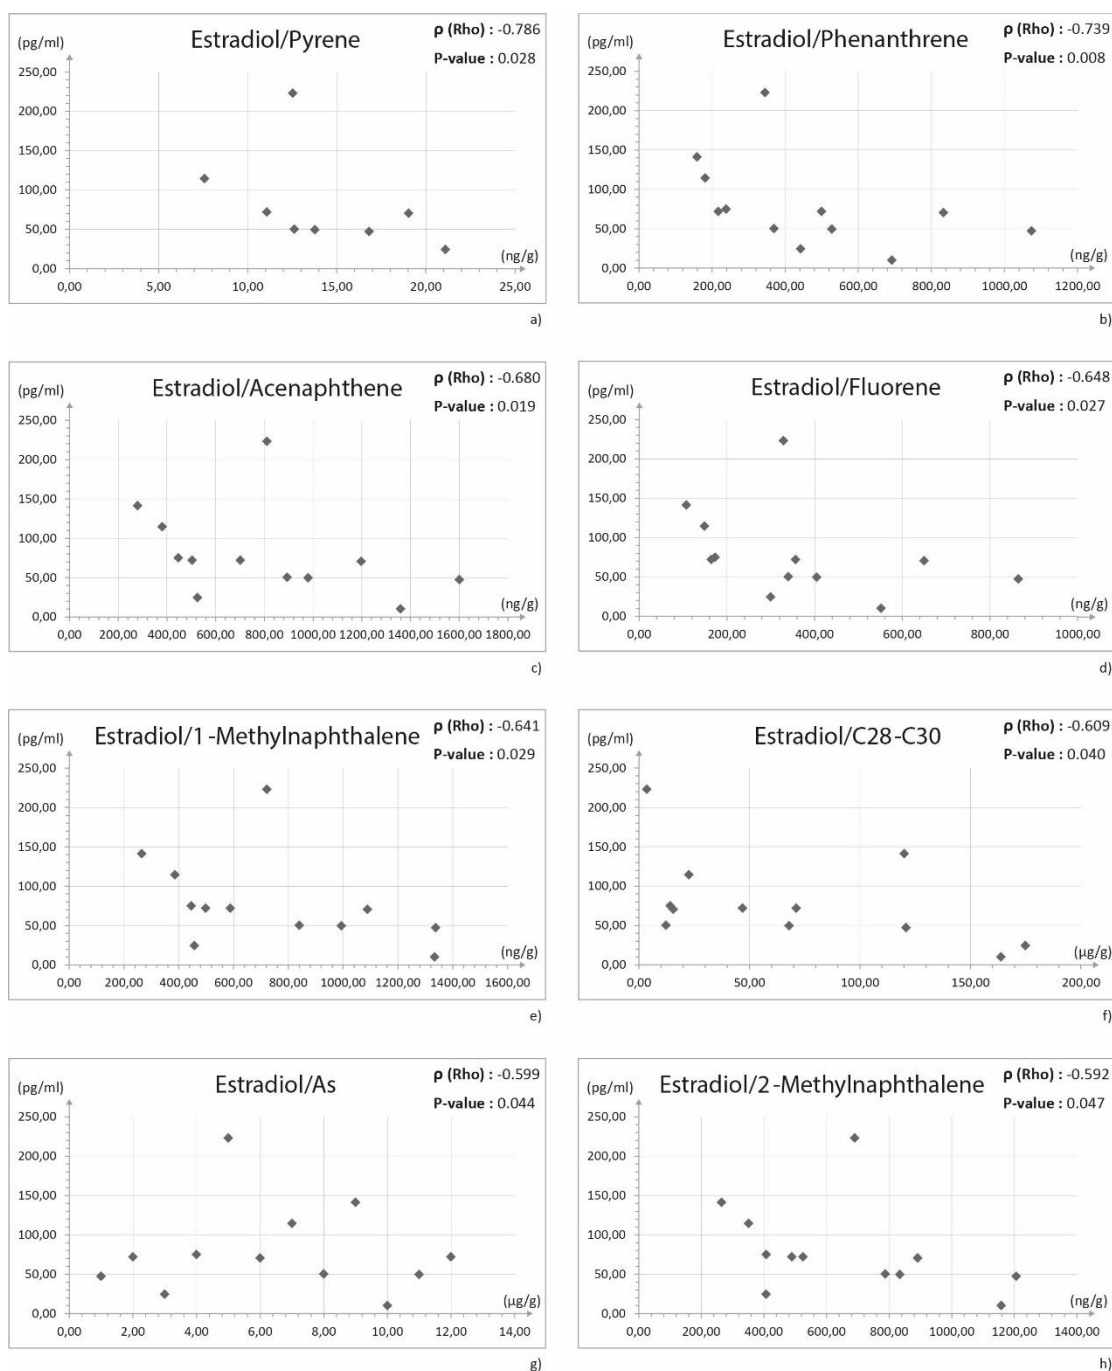 Estradiol/Pyrene
ρ (Rho) : -0.786
P-value : 0.028
(pg/ml)
250,00
200,00
150,00
100,00
50,00
0,00
(ng/g)
0,00 5,00 10,00 15,00 20,00 25,00
a)
Estradiol/Phenanthrene
ρ (Rho) : -0.739
P-value : 0.008
(pg/ml)
250,00
200,00
150,00
100,00
50,00
0,00
(ng/g)
0,00 200,00 400,00 600,00 800,00 1000,00 1200,00
b)
Estradiol/Acenaphthene
ρ (Rho) : -0.680
P-value : 0.019
(pg/ml)
250,00
200,00
150,00
100,00
50,00
0,00
(ng/g)
0,00 200,00 400,00 600,00 800,00 1000,00 1200,00 1400,00 1600,00 1800,00
c)
Estradiol/Fluorene
ρ (Rho) : -0.648
P-value : 0.027
(pg/ml)
250,00
200,00
150,00
100,00
50,00
0,00
(ng/g)
0,00 200,00 400,00 600,00 800,00 1000,00
d)
Estradiol/1-Methylnaphthalene
ρ (Rho) : -0.641
P-value : 0.029
(pg/ml)
250,00
200,00
150,00
100,00
50,00
0,00
(ng/g)
0,00 200,00 400,00 600,00 800,00 1000,00 1200,00 1400,00 1600,00
e)
Estradiol/C28-C30
ρ (Rho) : -0.609
P-value : 0.040
(pg/ml)
250,00
200,00
150,00
100,00
50,00
0,00
(µg/g)
0,00 50,00 100,00 150,00 200,00
f)
Estradiol/As
ρ (Rho) : -0.599
P-value : 0.044
(pg/ml)
250,00
200,00
150,00
100,00
50,00
0,00
(µg/g)
0,00 2,00 4,00 6,00 8,00 10,00 12,00 14,00
g)
Estradiol/2-Methylnaphthalene
ρ (Rho) : -0.592
P-value : 0.047
(pg/ml)
250,00
200,00
150,00
100,00
50,00
0,00
(ng/g)
0,00 200,00 400,00 600,00 800,00 1000,00 1200,00 1400,00
h)